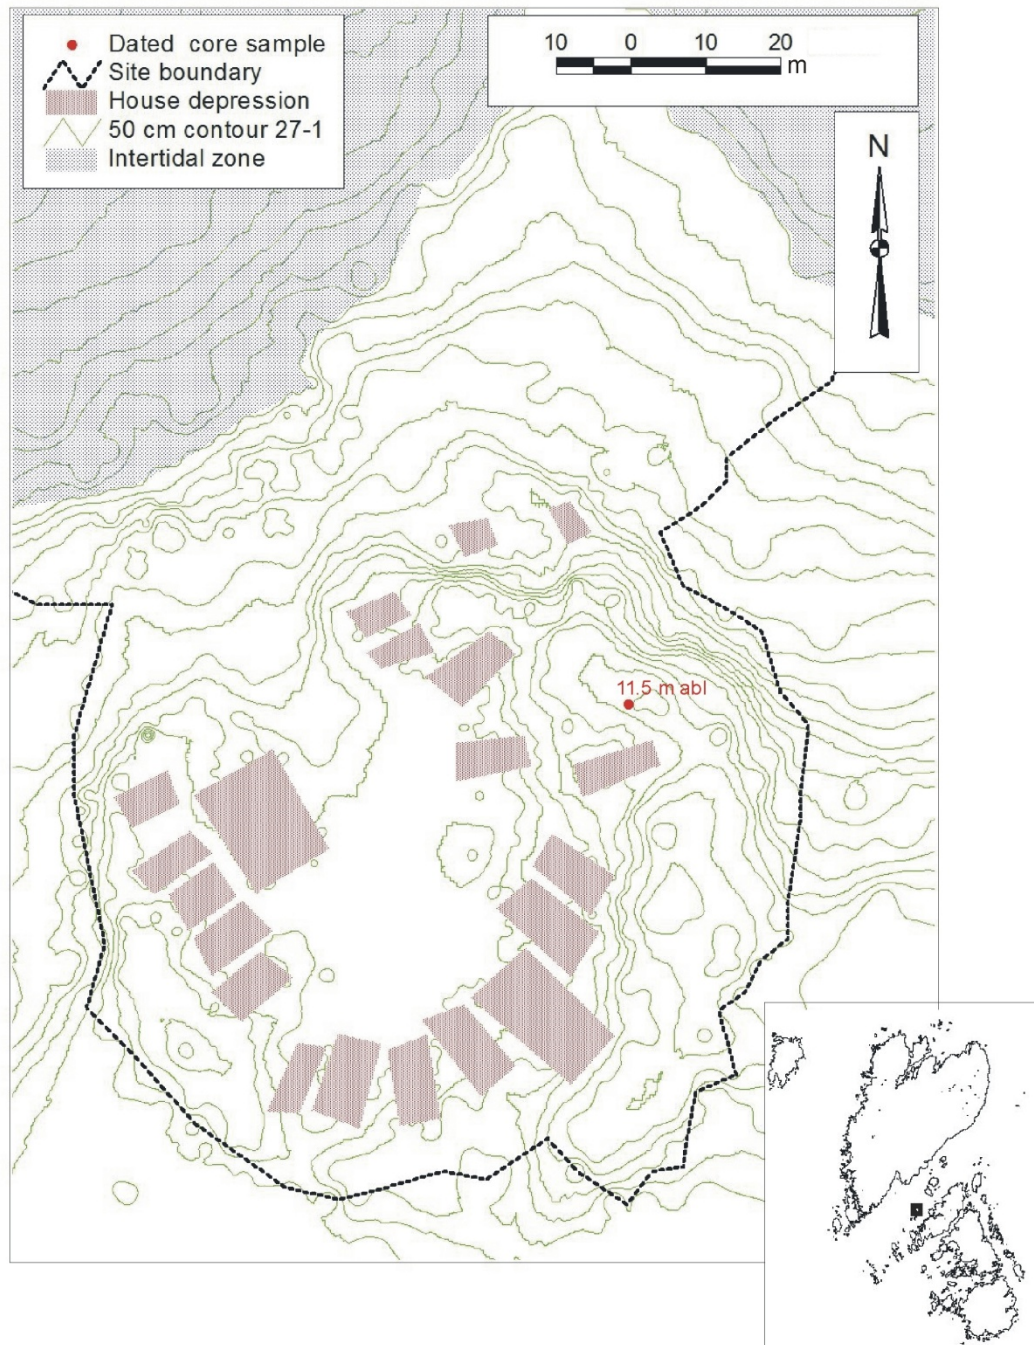 Dated core sample
Site boundary
House depression
50 cm contour 27-1
Intertidal zone
10 0 10 20
m
N
11.5 m abl